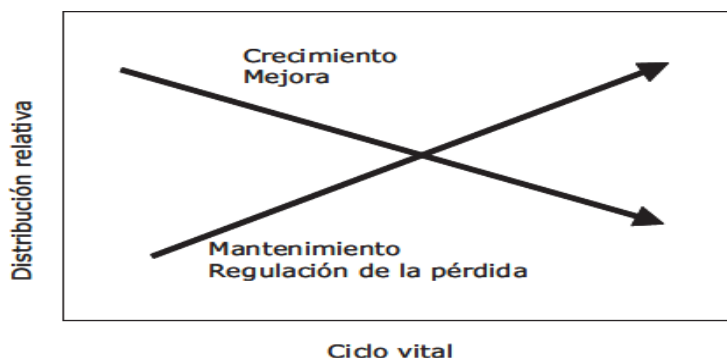 Crecimiento
Mejora
Distribución relativa
Mantenimiento
Regulación de la pérdida
Ciclo vital